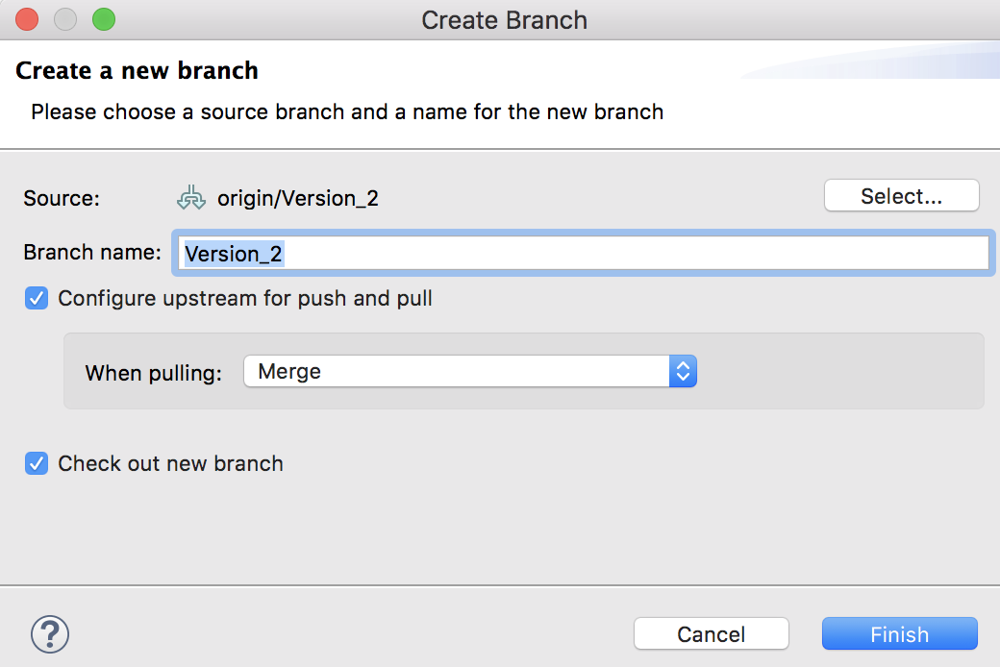 Create Branch
Create a new branch
Please choose a source branch and a name for the new branch
Source: origin/Version_2 Select...
Branch name: Version_2
Configure upstream for push and pull
When pulling: Merge
Check out new branch
? Cancel Finish